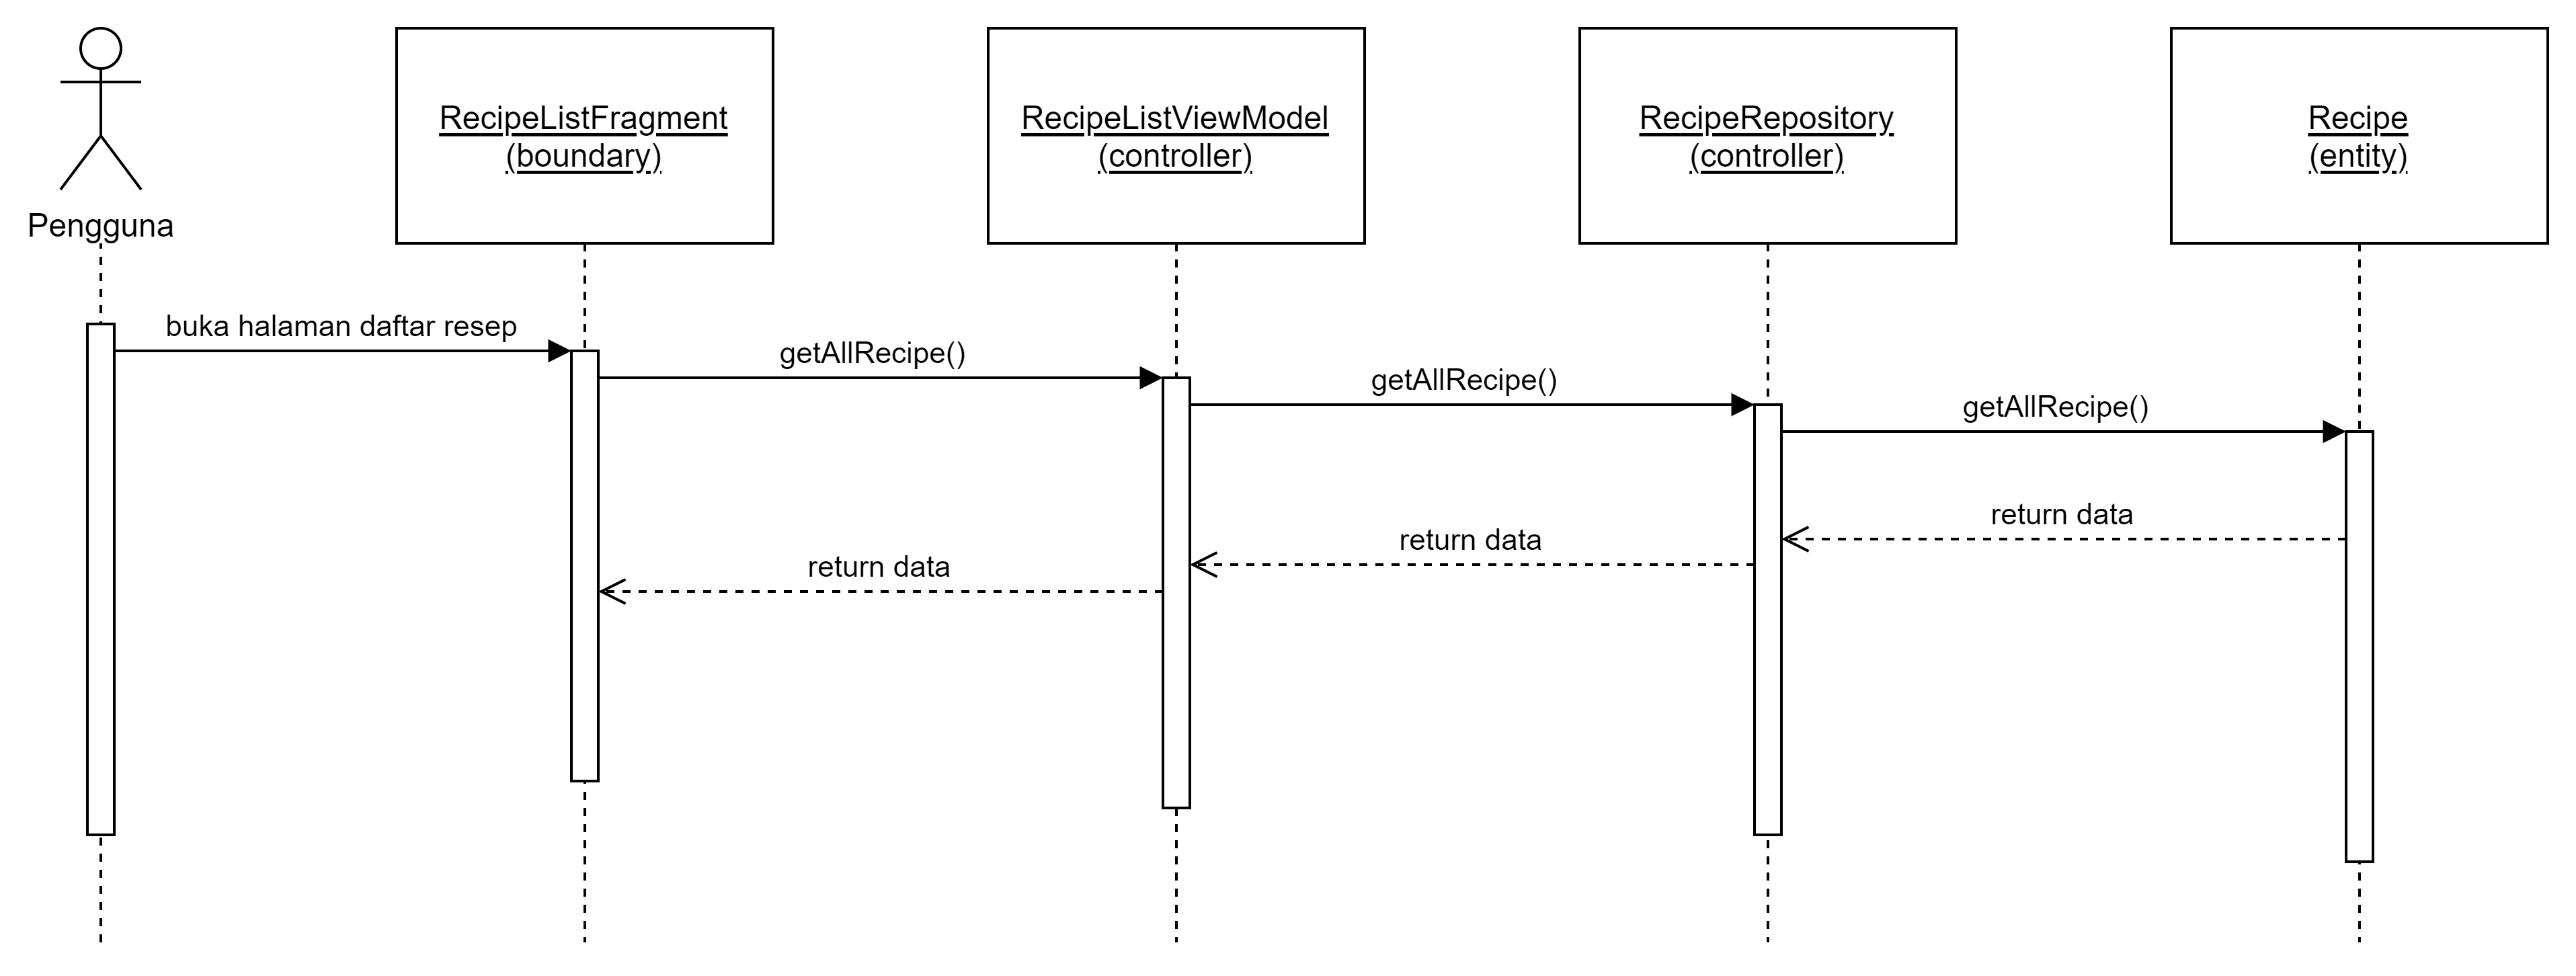 Pengguna
RecipeListFragment
(boundary)
RecipeListViewModel
(controller)
RecipeRepository
(controller)
Recipe
(entity)
buka halaman daftar resep
getAllRecipe()
getAllRecipe()
getAllRecipe()
return data
return data
return data